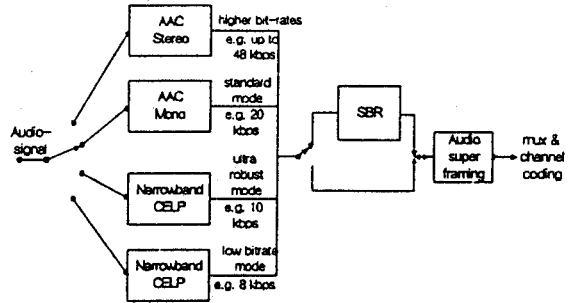 AAC
Stereo
higher bit-rates
e.g. up to
48 kbps
AAC
Mono
standard
mode
e.g. 20
kbps
Audio-
signal
SBR
Audio
super
framing
mux &
channel
coding
Narrowband
CELP
ultra
robust
mode
e.g. 10
kbps
Narrowband
CELP
low bitrate
mode
e.g. 8 kbps